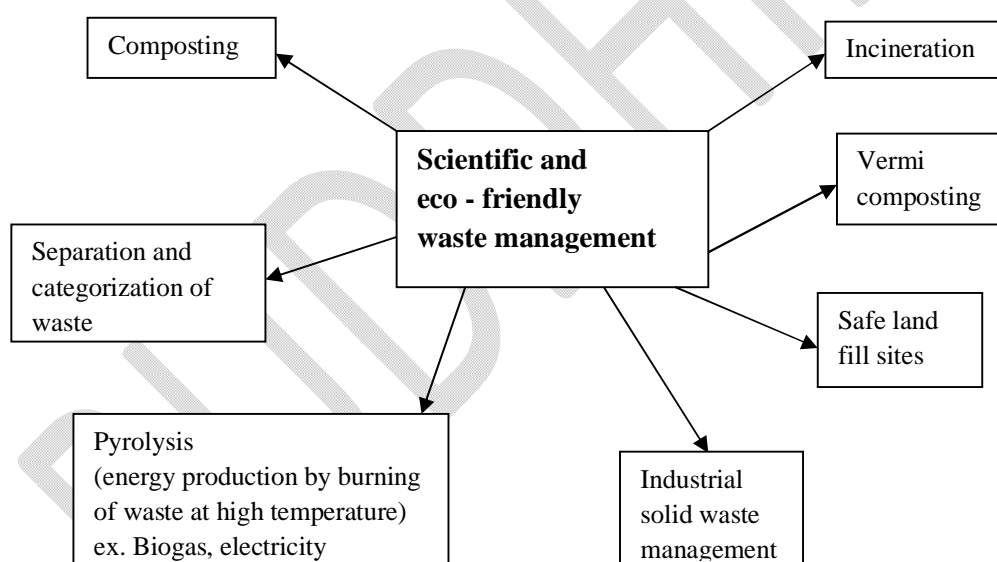 Composting
Incineration
Scientific and
eco - friendly
waste management
Vermi
composting
Separation and
categorization of
waste
Safe land
fill sites
Pyrolysis
(energy production by burning
of waste at high temperature)
ex. Biogas, electricity
Industrial
solid waste
management